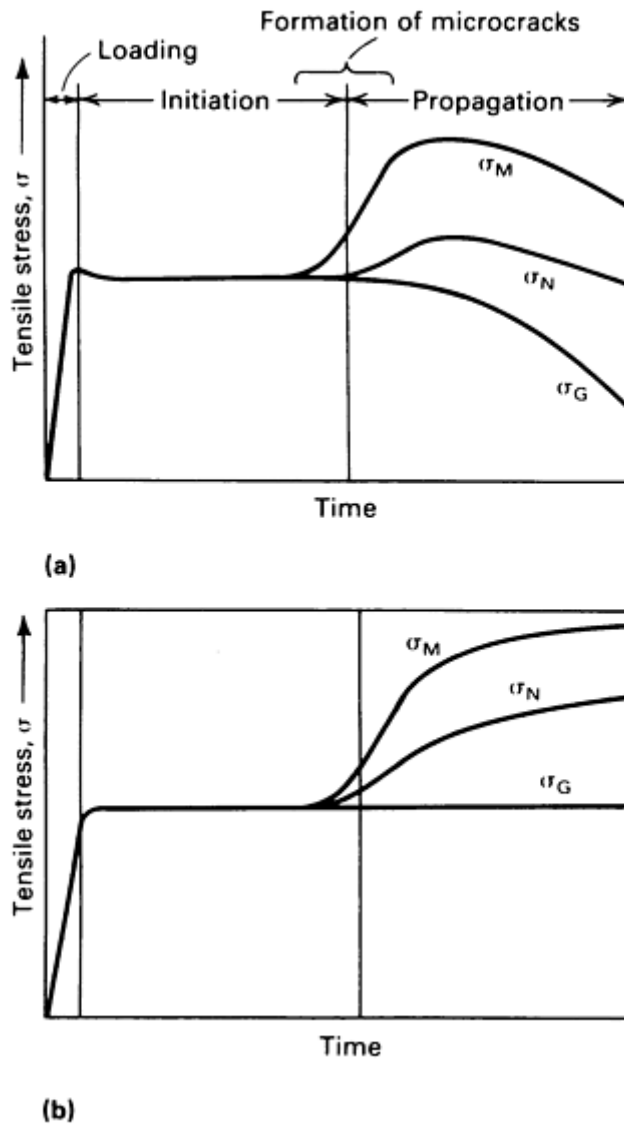 Formation of microcracks
Loading
Initiation
Propagation
Tensile stress, σ
σM
σN
σG
Time
(a)
Tensile stress, σ
σM
σN
σG
Time
(b)